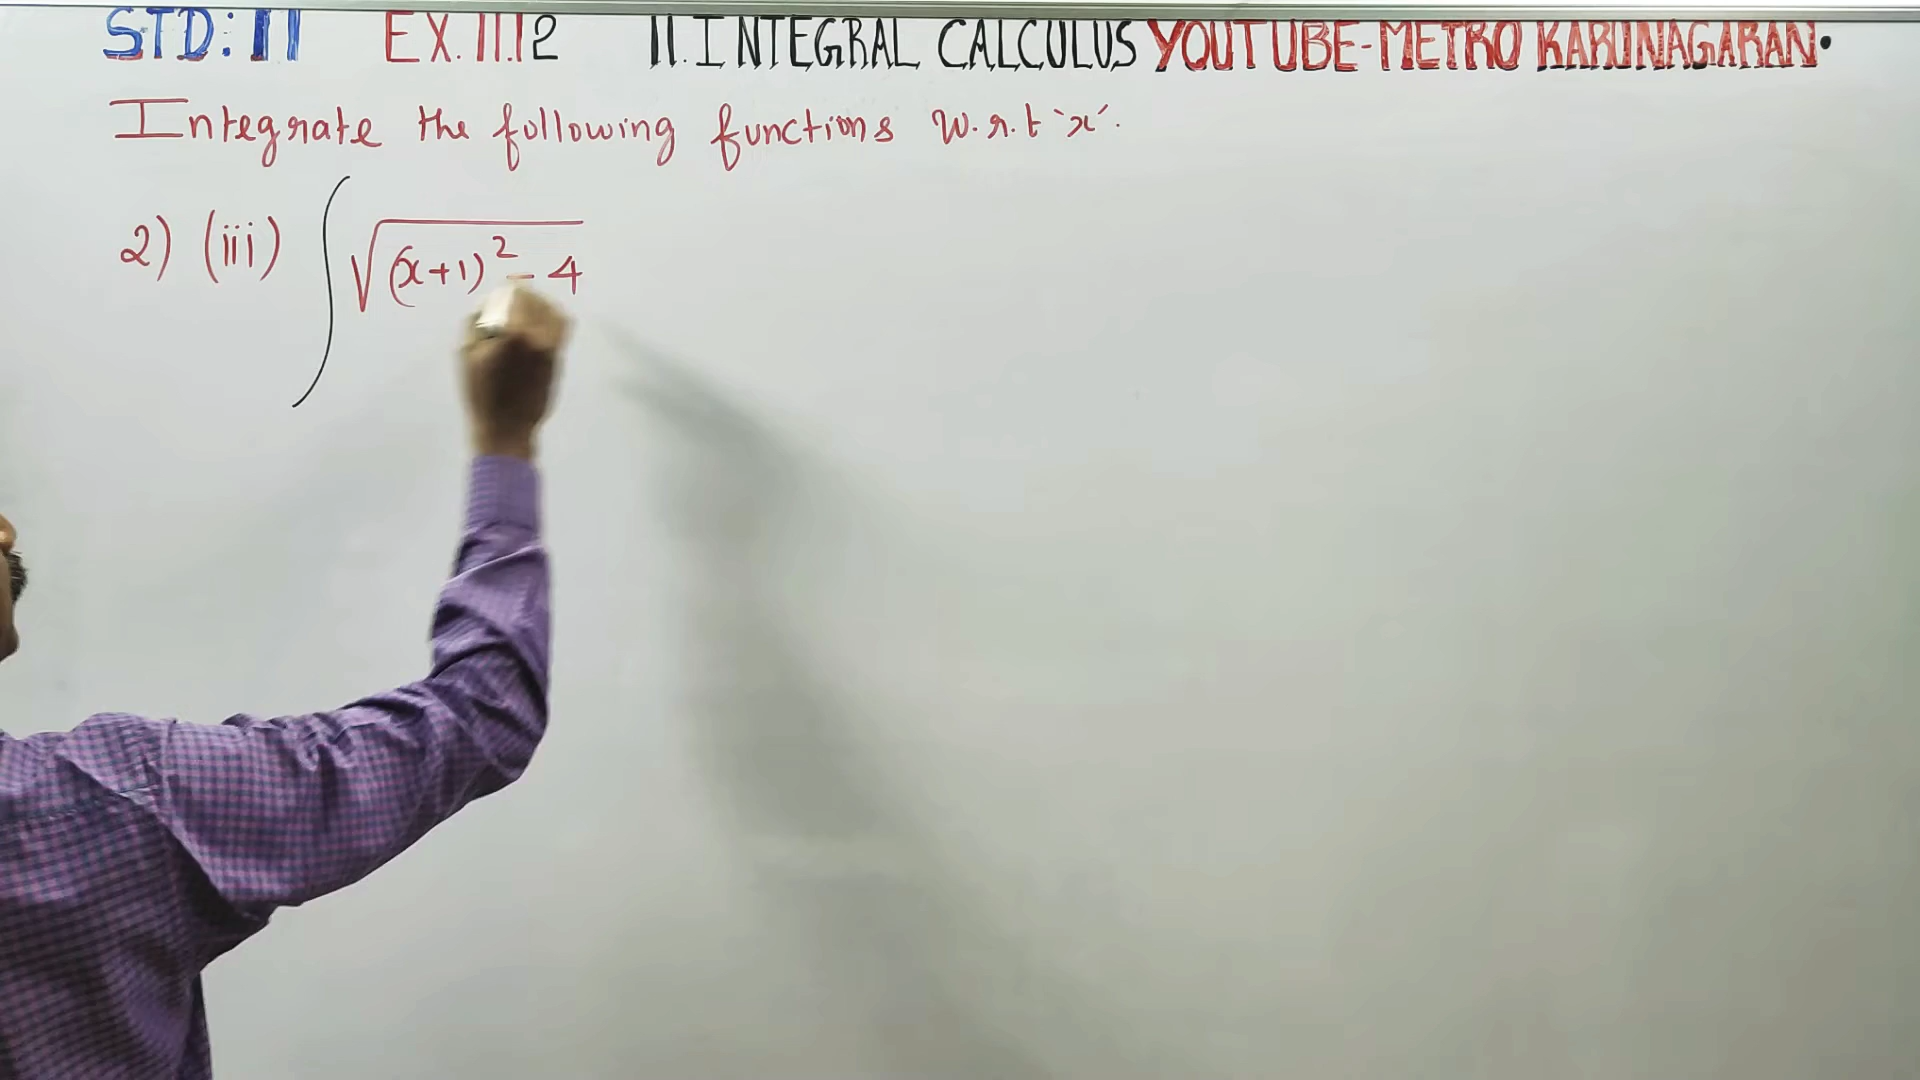 STD: 11 EX. 11.12 11. INTEGRAL CALCULUS YOUTUBE-METRO KARUNAGARAN.
Integrate the following functions w.r.t 'x'.
2) (iii) ∫ √(x+1)² - 4